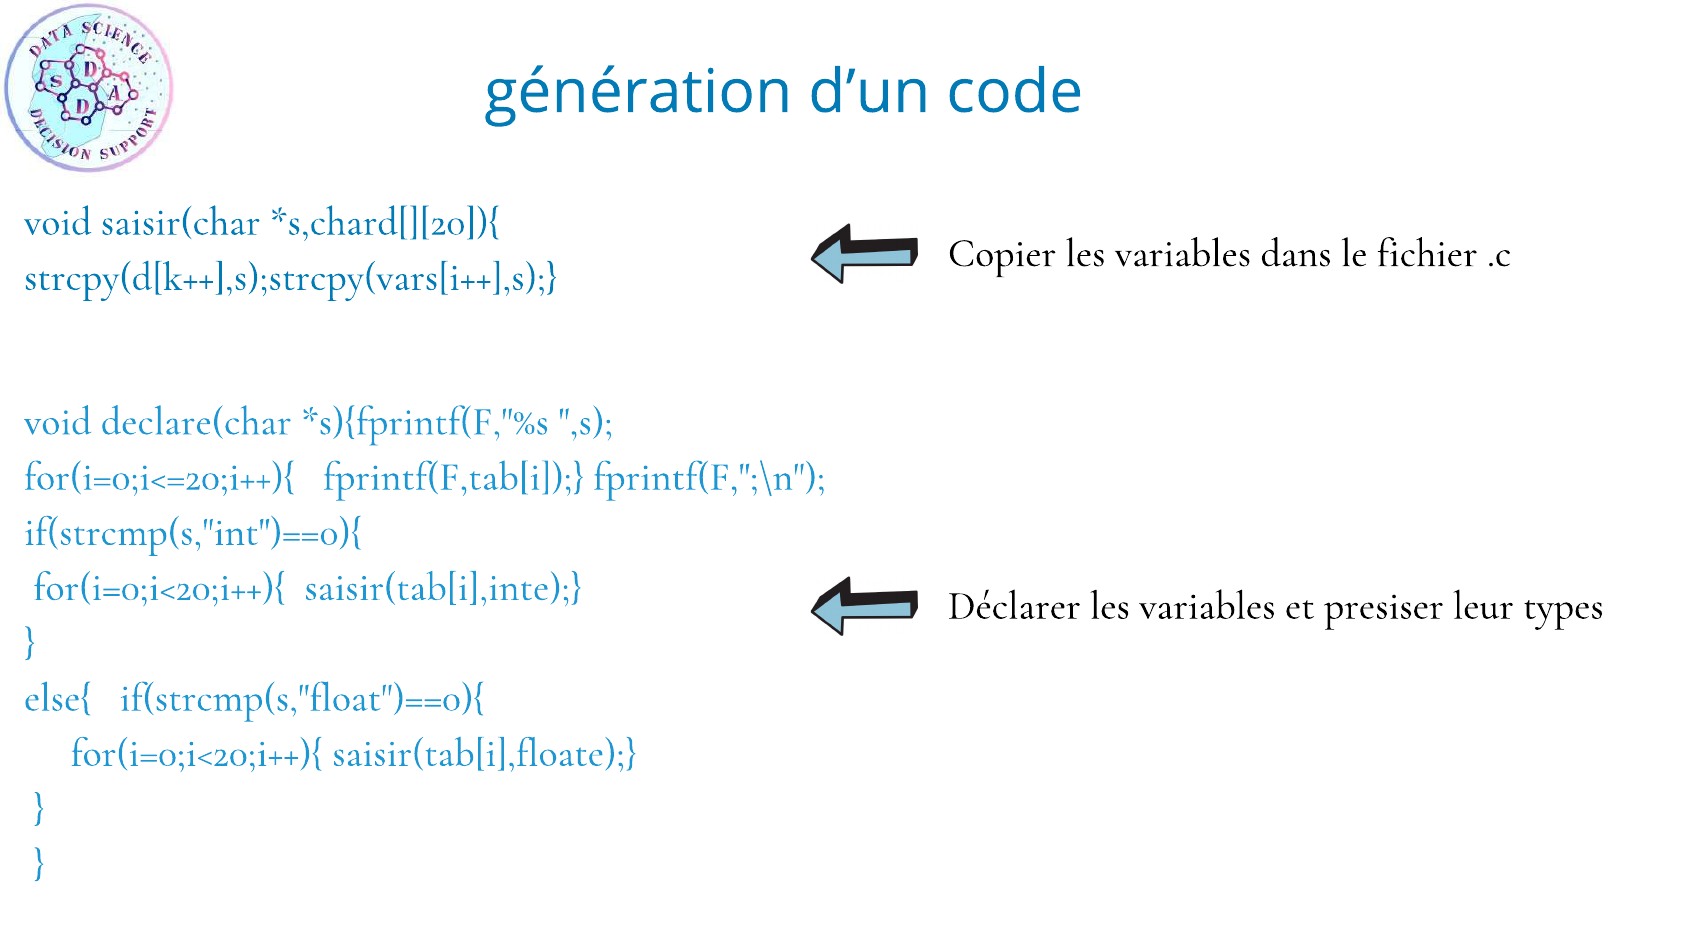 DATA SCIENCE
S D D A
DECISION SUPPORT
génération d’un code
void saisir(char *s,chard[][20]){
strcpy(d[k++],s);strcpy(vars[i++],s);}
Copier les variables dans le fichier .c
void declare(char *s){fprintf(F,"%s ",s);
for(i=0;i<=20;i++){   fprintf(F,tab[i]);} fprintf(F,";\n");
if(strcmp(s,"int")==0){
for(i=0;i<20;i++){  saisir(tab[i],inte);}
}
Déclarer les variables et presiser leur types
else{   if(strcmp(s,"float")==0){
for(i=0;i<20;i++){ saisir(tab[i],floate);}
}
}